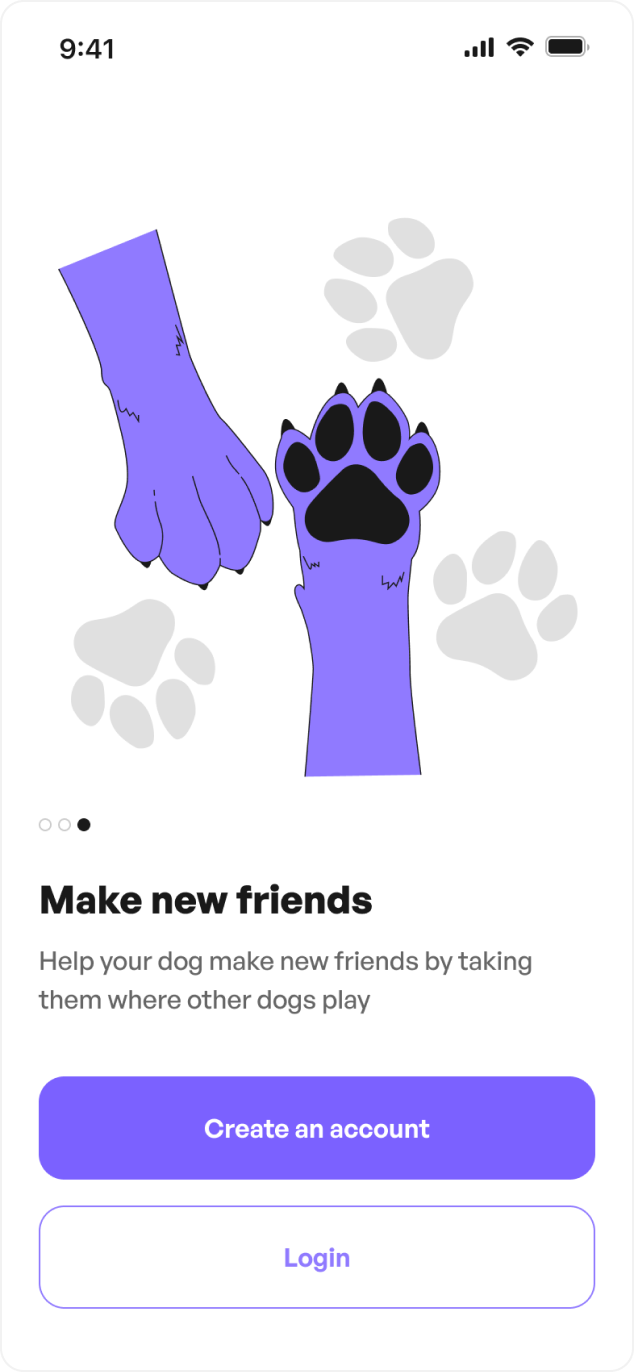 9:41
Make new friends
Help your dog make new friends by taking
them where other dogs play
Create an account
Login